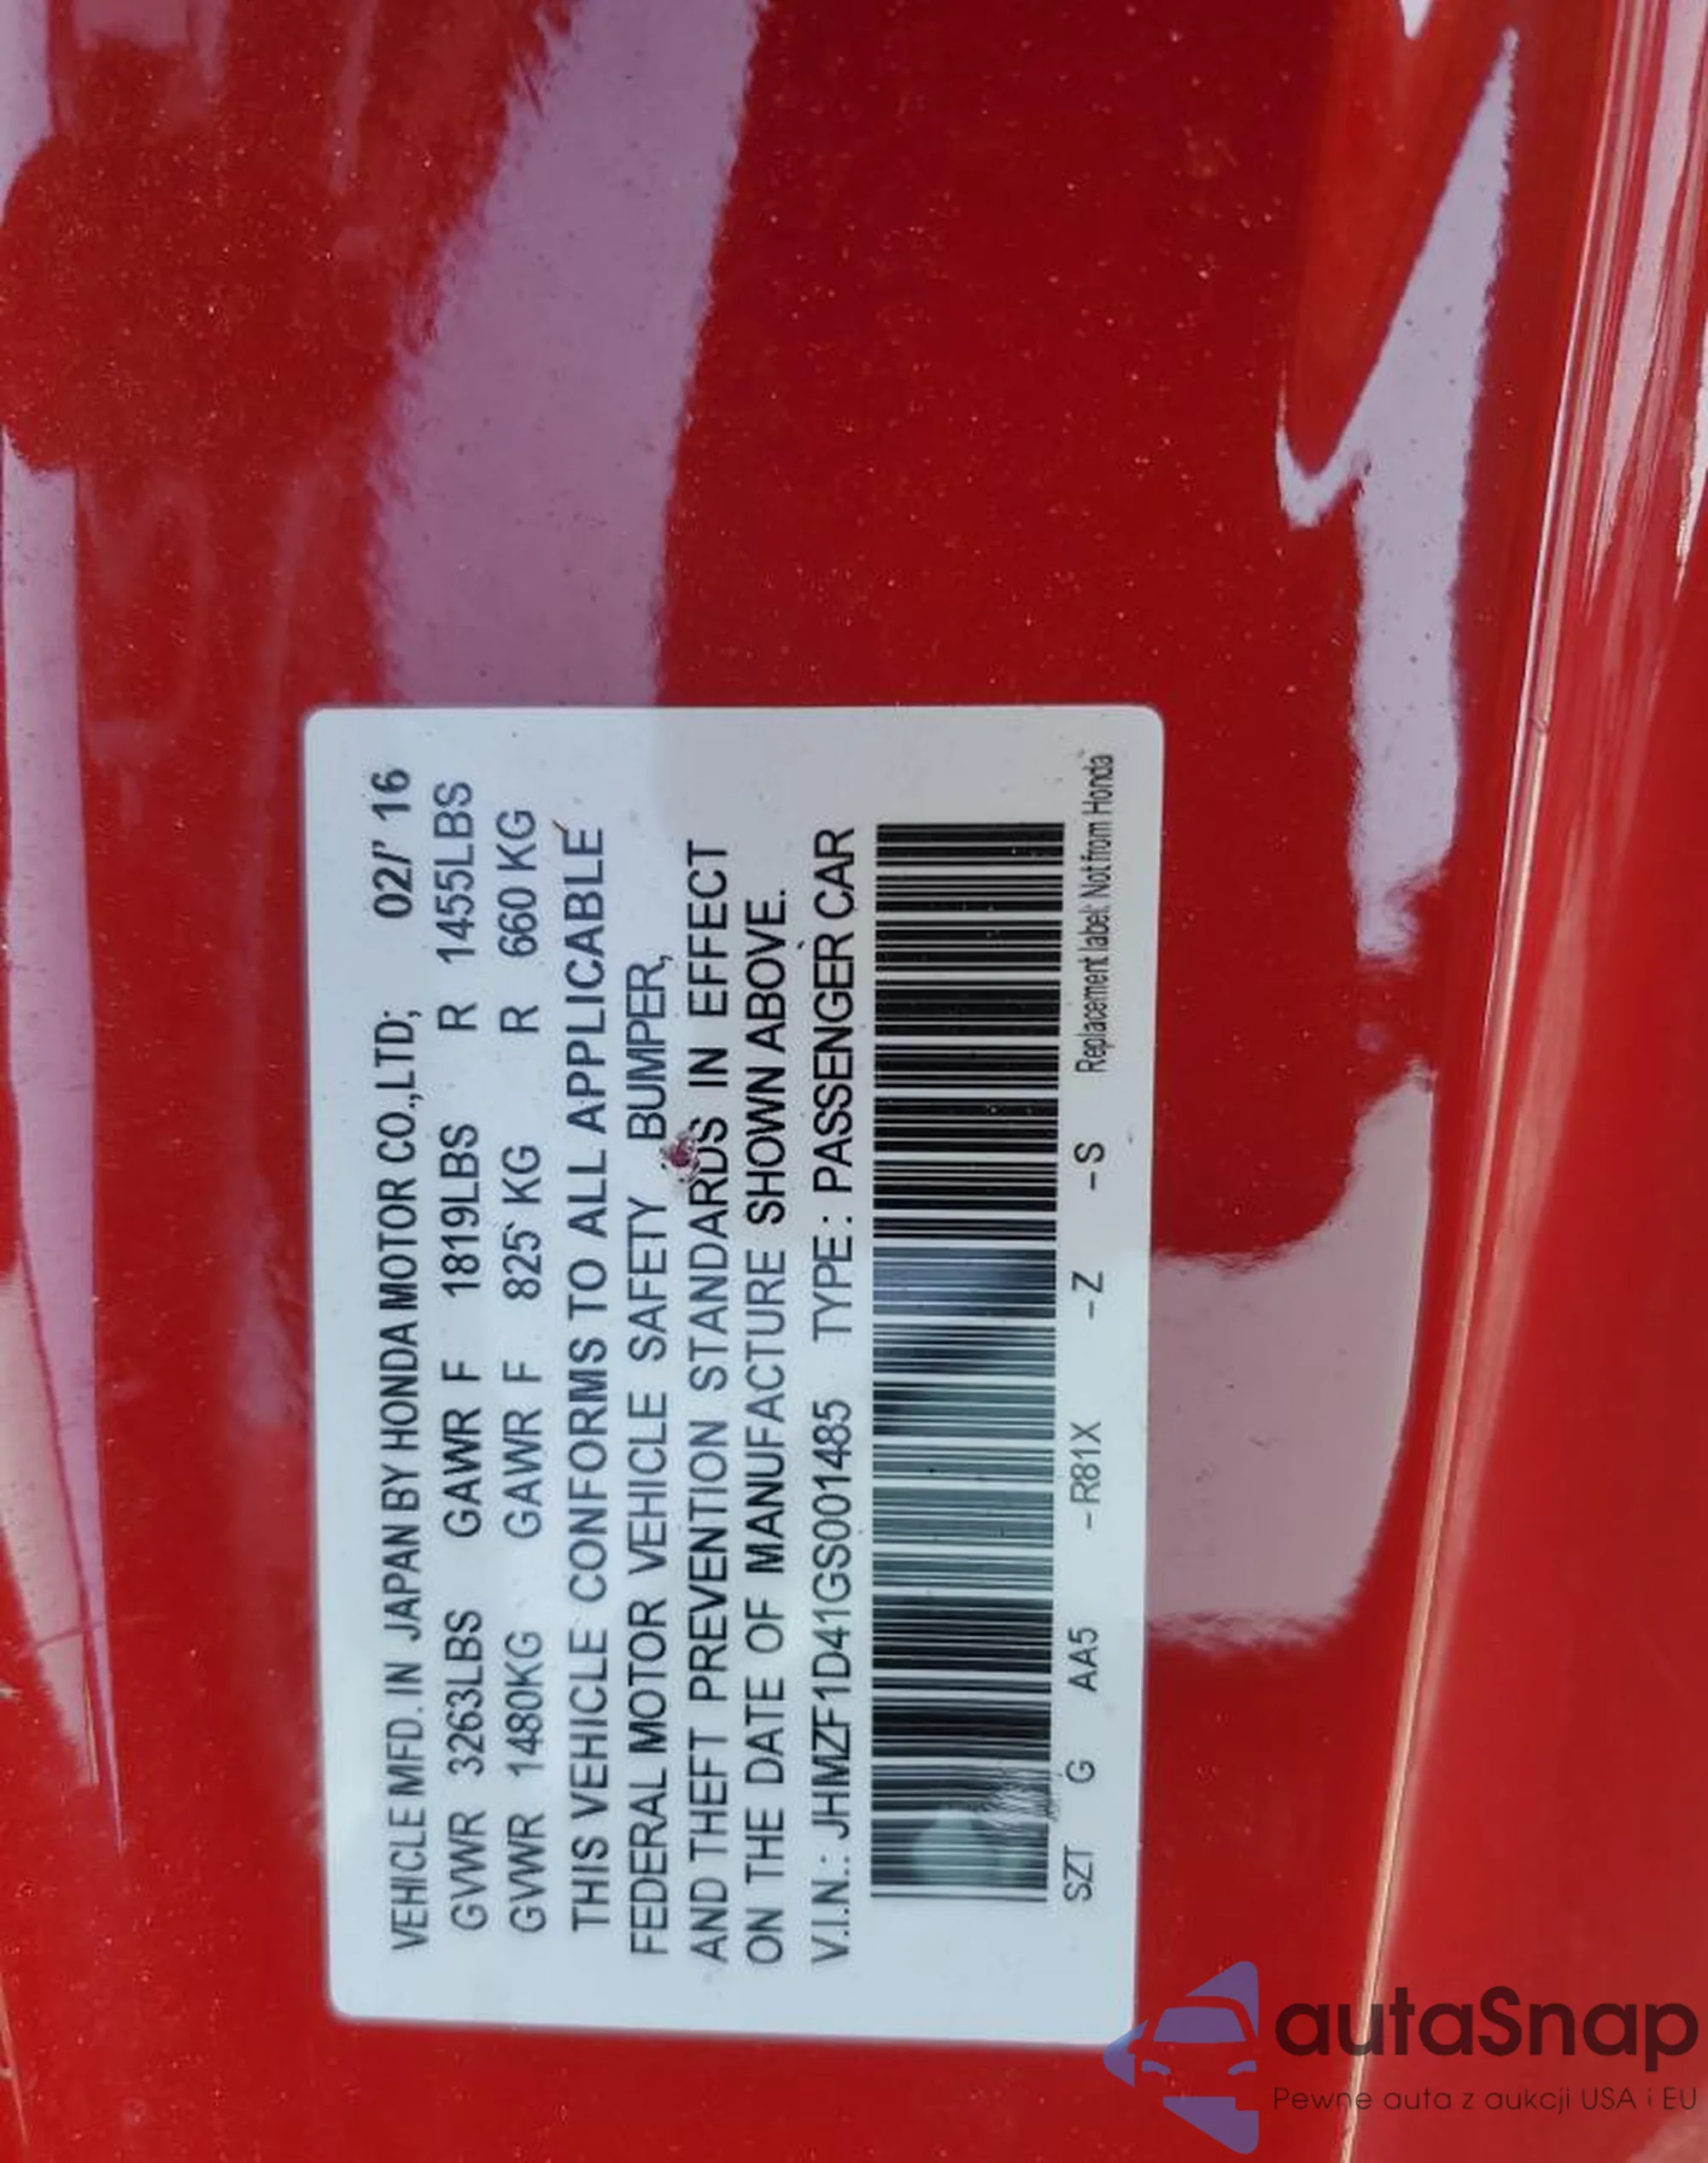 VEHICLE MFD. IN JAPAN BY HONDA MOTOR CO.,LTD; 02/' 16
GVWR 3263LBS GAWR F 1819LBS R 1455LBS
GVWR 1480KG GAWR F 825 KG R 660 KG
THIS VEHICLE CONFORMS TO ALL APPLICABLE
FEDERAL MOTOR VEHICLE SAFETY BUMPER,
AND THEFT PREVENTION STANDARDS IN EFFECT
ON THE DATE OF MANUFACTURE SHOWN ABOVE.
V.I.N.: JHMZF1D41GS001485 TYPE : PASSENGER CAR
SZT G AA5 -R81X -Z -S Replacement label: Not from Honda
autaSnap
Pewne auta z aukcji USA i EU